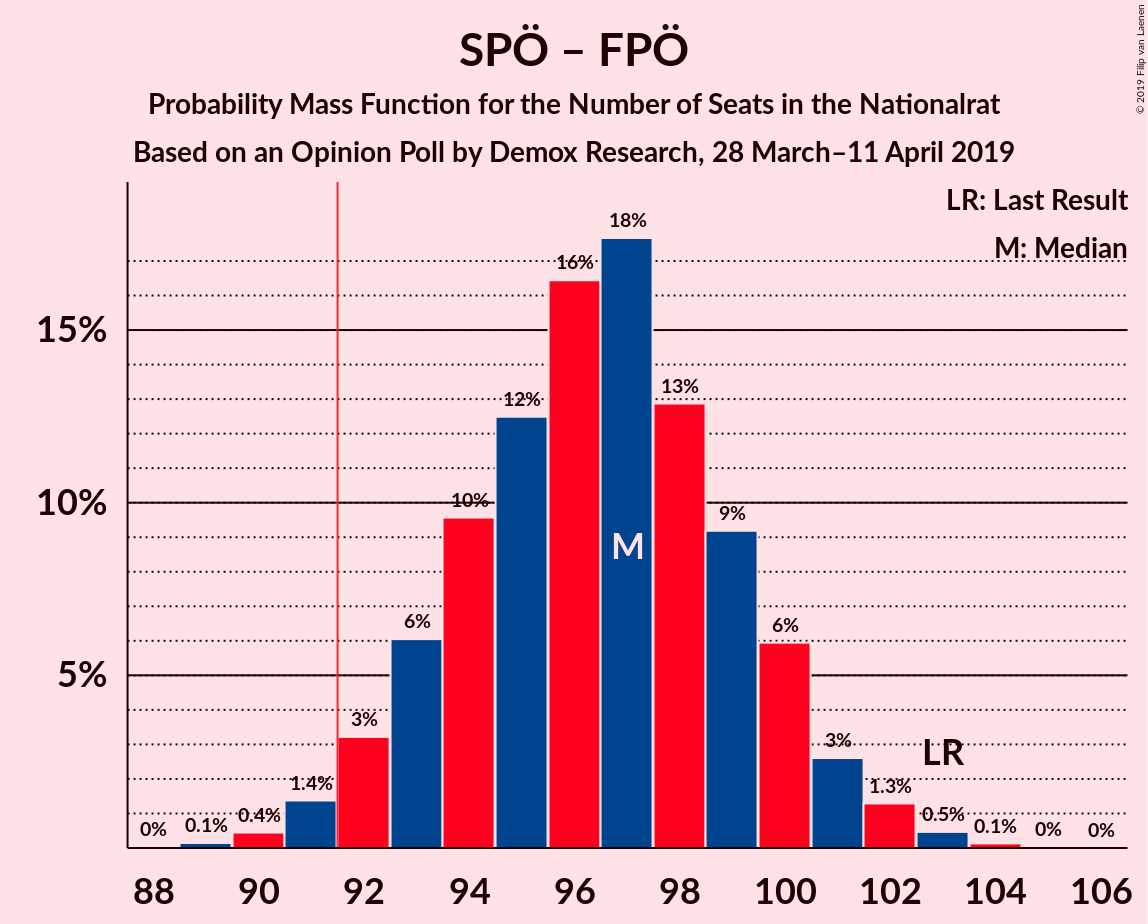 SPÖ – FPÖ
Probability Mass Function for the Number of Seats in the Nationalrat
Based on an Opinion Poll by Demox Research, 28 March–11 April 2019
© 2019 Filip van Laenen
LR: Last Result
M: Median
15%
10%
5%
0%
0.1%
0.4%
1.4%
3%
6%
10%
12%
16%
18%
13%
9%
6%
3%
1.3%
0.5%
0.1%
0%
0%
M
LR
88 90 92 94 96 98 100 102 104 106